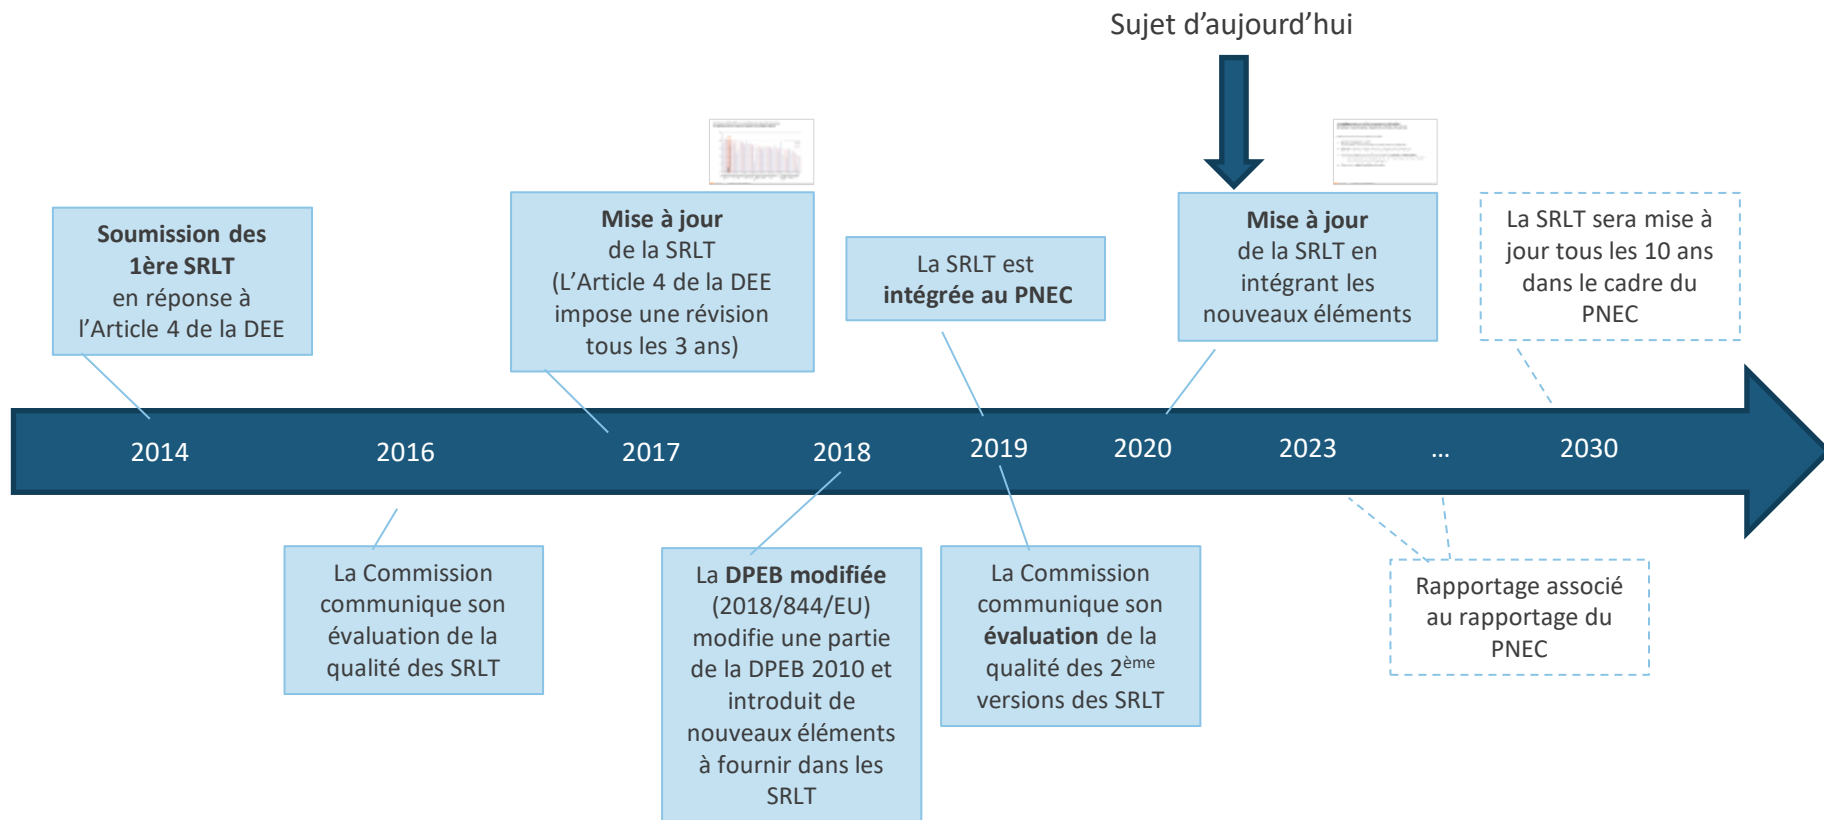 Sujet d’aujourd’hui
Soumission des
1ère SRLT
en réponse à
l’Article 4 de la DEE
Mise à jour
de la SRLT
(L’Article 4 de la DEE
impose une révision
tous les 3 ans)
La SRLT est
intégrée au PNEC
Mise à jour
de la SRLT en
intégrant les
nouveaux éléments
La SRLT sera mise à
jour tous les 10 ans
dans le cadre du
PNEC
2014 2016 2017 2018 2019 2020 2023 ... 2030
La Commission
communique son
évaluation de la
qualité des SRLT
La DPEB modifiée
(2018/844/EU)
modifie une partie
de la DPEB 2010 et
introduit de
nouveaux éléments
à fournir dans les
SRLT
La Commission
communique son
évaluation de la
qualité des 2ème
versions des SRLT
Rapportage associé
au rapportage du
PNEC